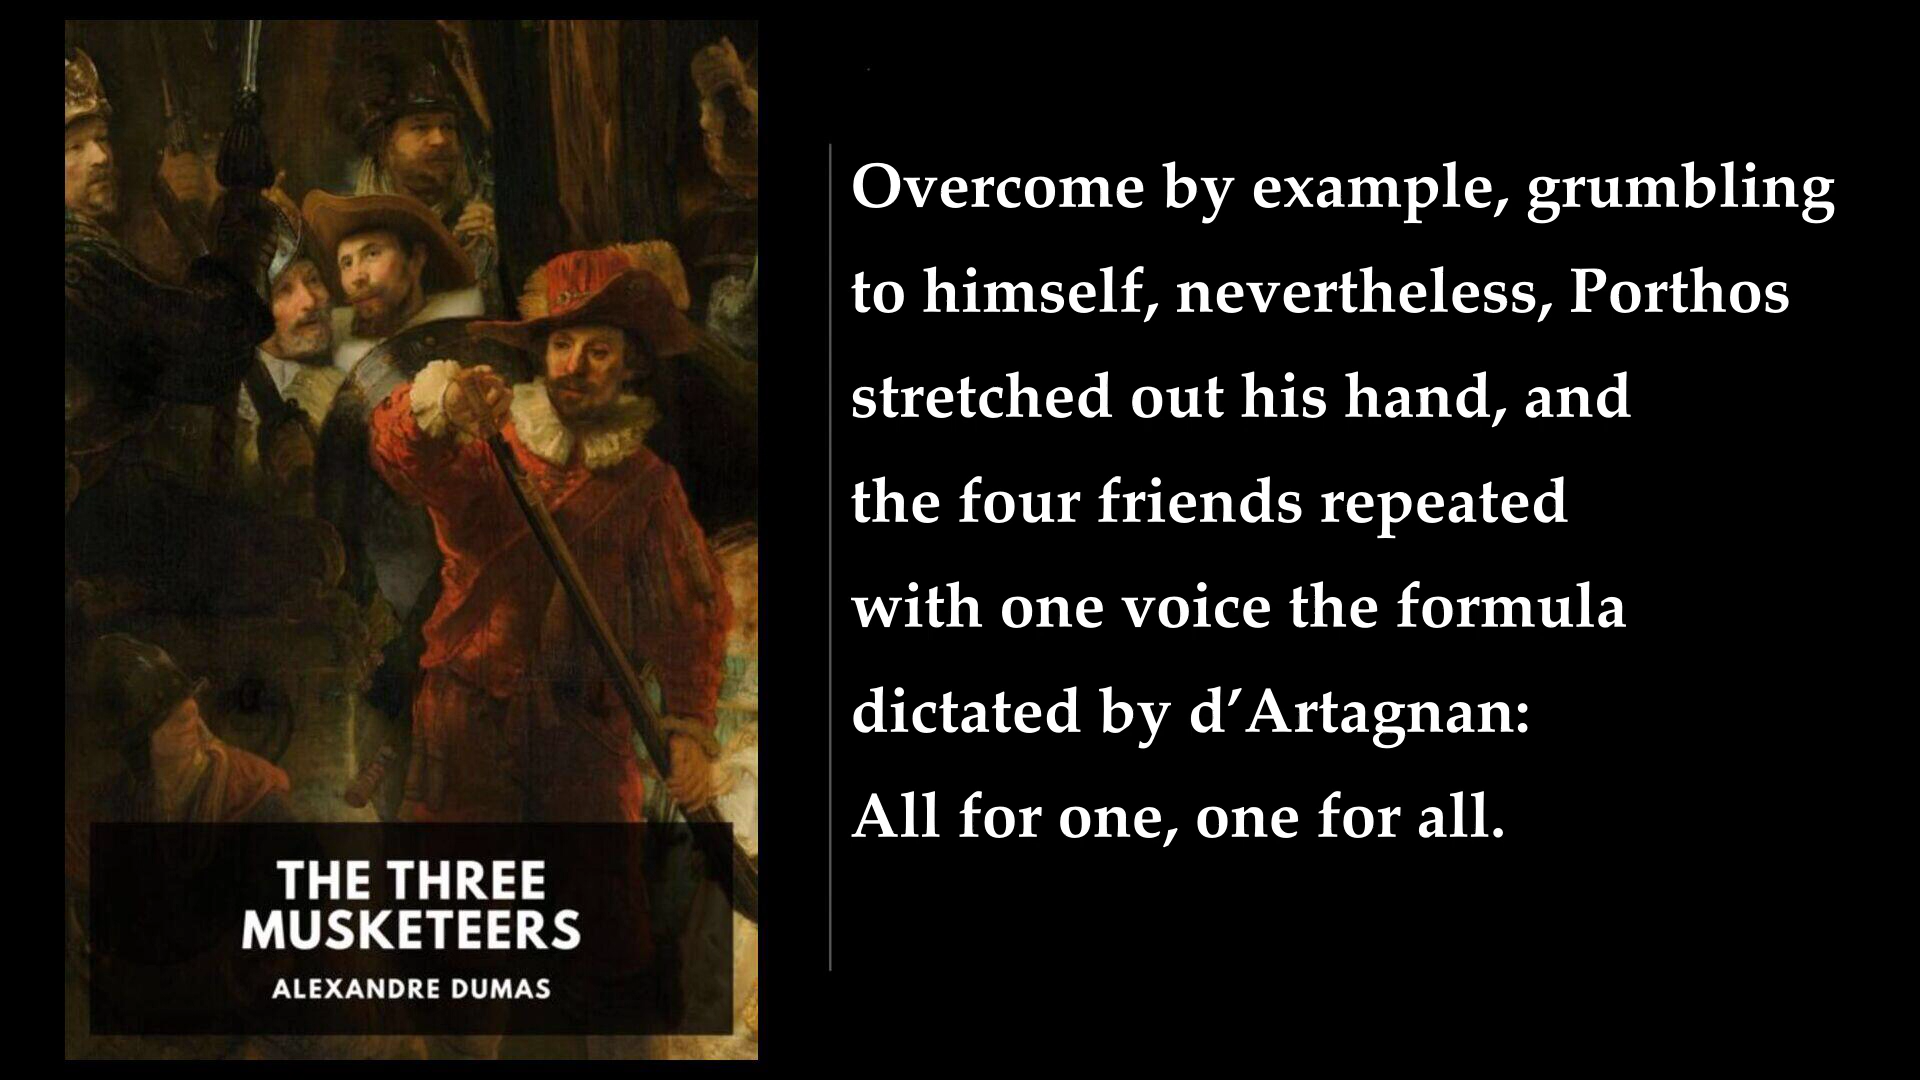 THE THREE
MUSKETEERS
ALEXANDRE DUMAS
Overcome by example, grumbling
to himself, nevertheless, Porthos
stretched out his hand, and
the four friends repeated
with one voice the formula
dictated by d’Artagnan:
All for one, one for all.